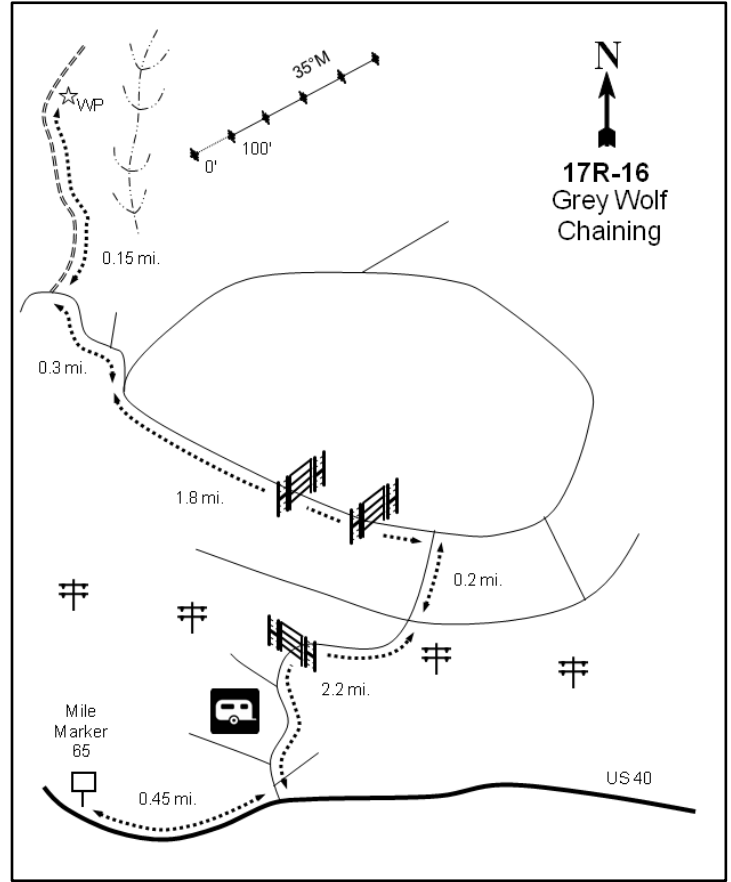 35°M
N
WP
100'
0'
17R-16
Grey Wolf
Chaining
0.15 mi.
0.3 mi.
1.8 mi.
0.2 mi.
2.2 mi.
Mile
Marker
65
US 40
0.45 mi.